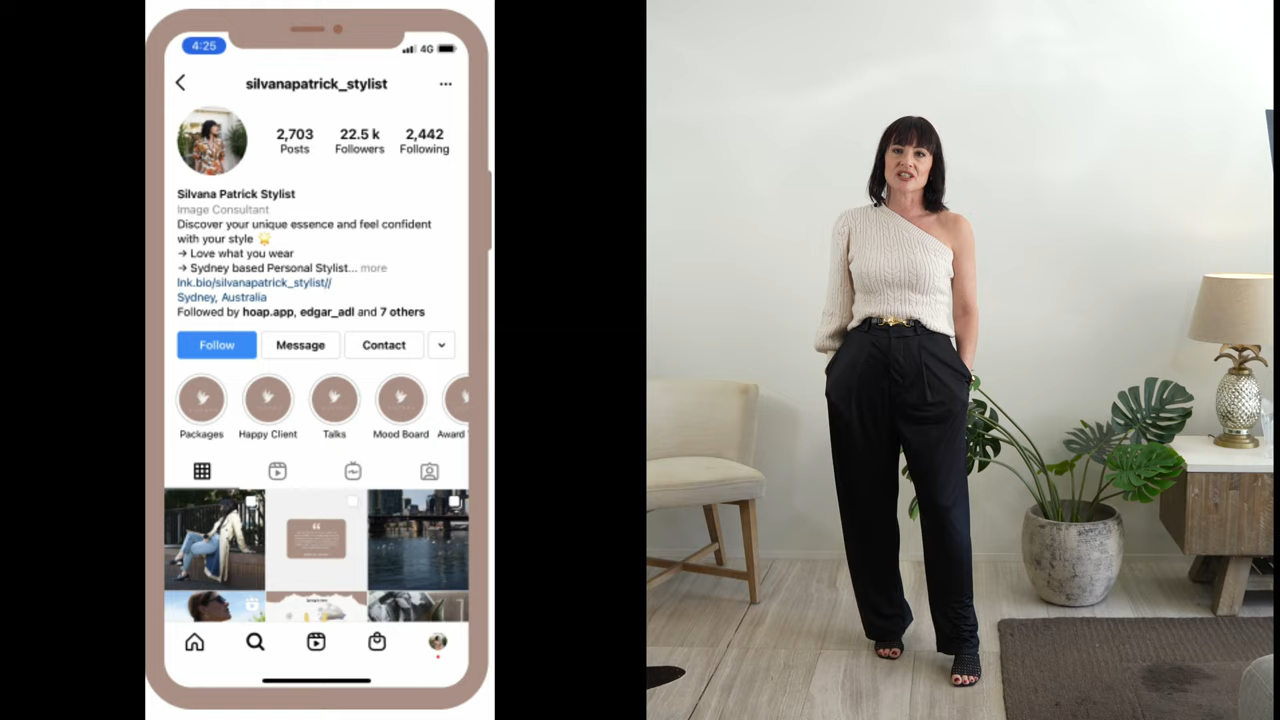 4:25
4G
silvanapatrick_stylist
2,703
22.5 k
2,442
Posts
Followers
Following
Silvana Patrick Stylist
Image Consultant
Discover your unique essence and feel confident
with your style 🌟
→ Love what you wear
→ Sydney based Personal Stylist... more
lnk.bio/silvanapatrick_stylist//
Sydney, Australia
Followed by hoap.app, edgar_adl and 7 others
Follow
Message
Contact
Packages
Happy Client
Talks
Mood Board
Award